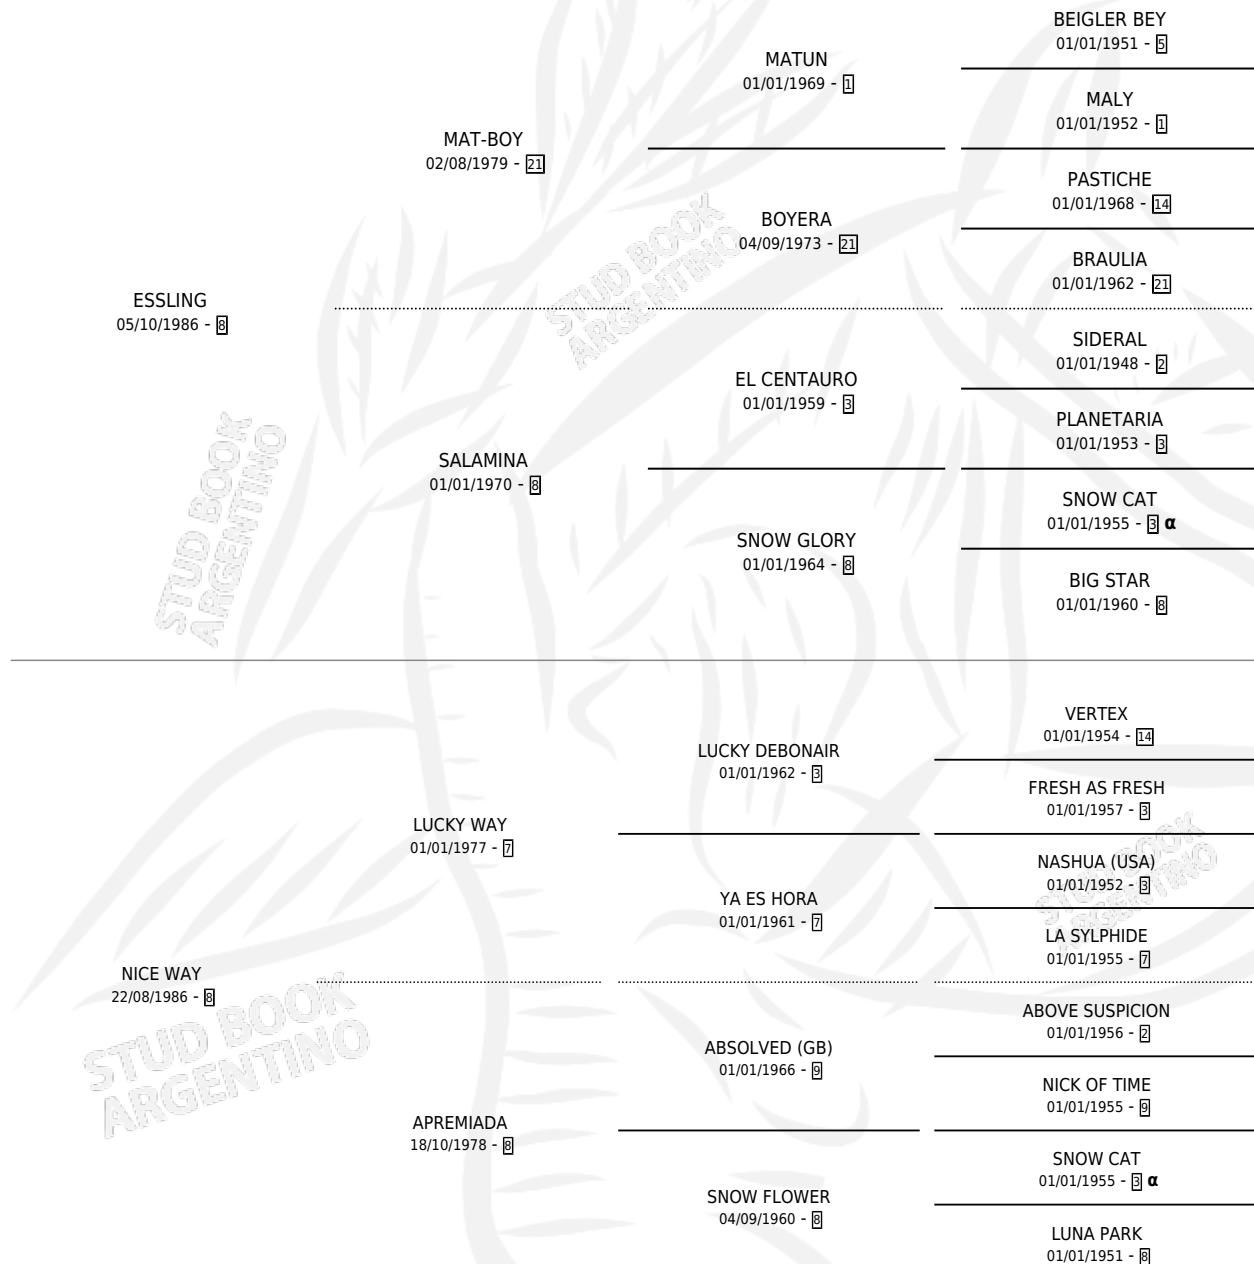 BEIGLER BEY
01/01/1951 - 5
MATUN
01/01/1969 - 1
MALY
01/01/1952 - 1
MAT-BOY
02/08/1979 - 21
PASTICHE
01/01/1968 - 14
BOYERA
04/09/1973 - 21
BRAULIA
01/01/1962 - 21
ESSLING
05/10/1986 - 8
SIDERAL
01/01/1948 - 2
EL CENTAURO
01/01/1959 - 3
PLANETARIA
01/01/1953 - 3
SALAMINA
01/01/1970 - 8
SNOW CAT
01/01/1955 - 3 α
SNOW GLORY
01/01/1964 - 8
BIG STAR
01/01/1960 - 8
STUD BOOK
ARGENTINO
STUD BOOK
ARGENTINO
VERTEX
01/01/1954 - 14
LUCKY DEBONAIR
01/01/1962 - 3
FRESH AS FRESH
01/01/1957 - 3
LUCKY WAY
01/01/1977 - 7
NASHUA (USA)
01/01/1952 - 3
YA ES HORA
01/01/1961 - 7
LA SYLPHIDE
01/01/1955 - 7
NICE WAY
22/08/1986 - 8
ABOVE SUSPICION
01/01/1956 - 2
ABSOLVED (GB)
01/01/1966 - 9
NICK OF TIME
01/01/1955 - 9
APREMIADA
18/10/1978 - 8
SNOW CAT
01/01/1955 - 3 α
SNOW FLOWER
04/09/1960 - 8
LUNA PARK
01/01/1951 - 8
STUD BOOK
ARGENTINO
STUD BOOK
ARGENTINO